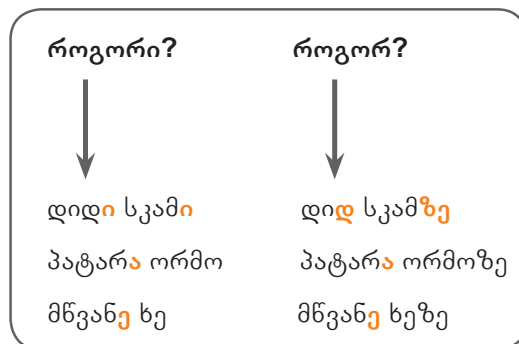 როგორი? როგორ?
დიდი სკამი დიდ სკამზე
პატარა ორმო პატარა ორმოზე
მწვანე ხე მწვანე ხეზე